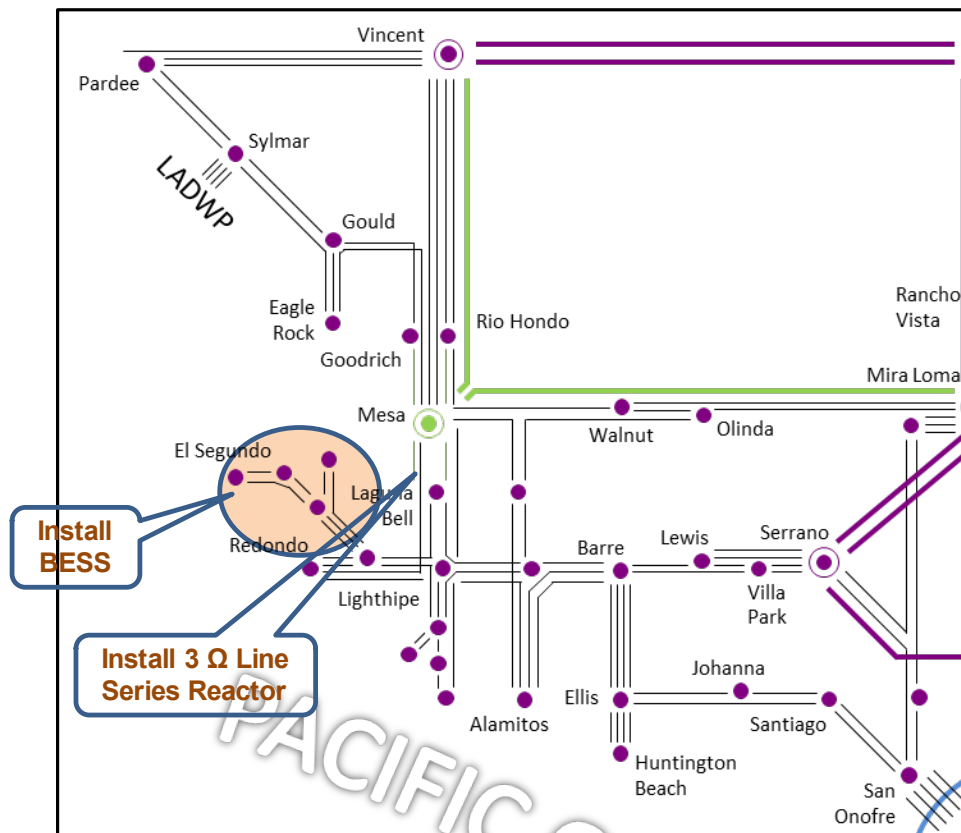 Vincent
Pardee
Sylmar
LADWP
Gould
Eagle
Rock
Rio Hondo
Goodrich
Rancho
Vista
Mira Loma
Mesa
Walnut
Olinda
El Segundo
Laguna
Bell
Install
BESS
Redondo
Lighthipe
Barre
Lewis
Serrano
Villa
Park
Install 3 Ω Line
Series Reactor
Alamitos
Ellis
Johanna
Santiago
Huntington
Beach
San
Onofre
PACIFIC